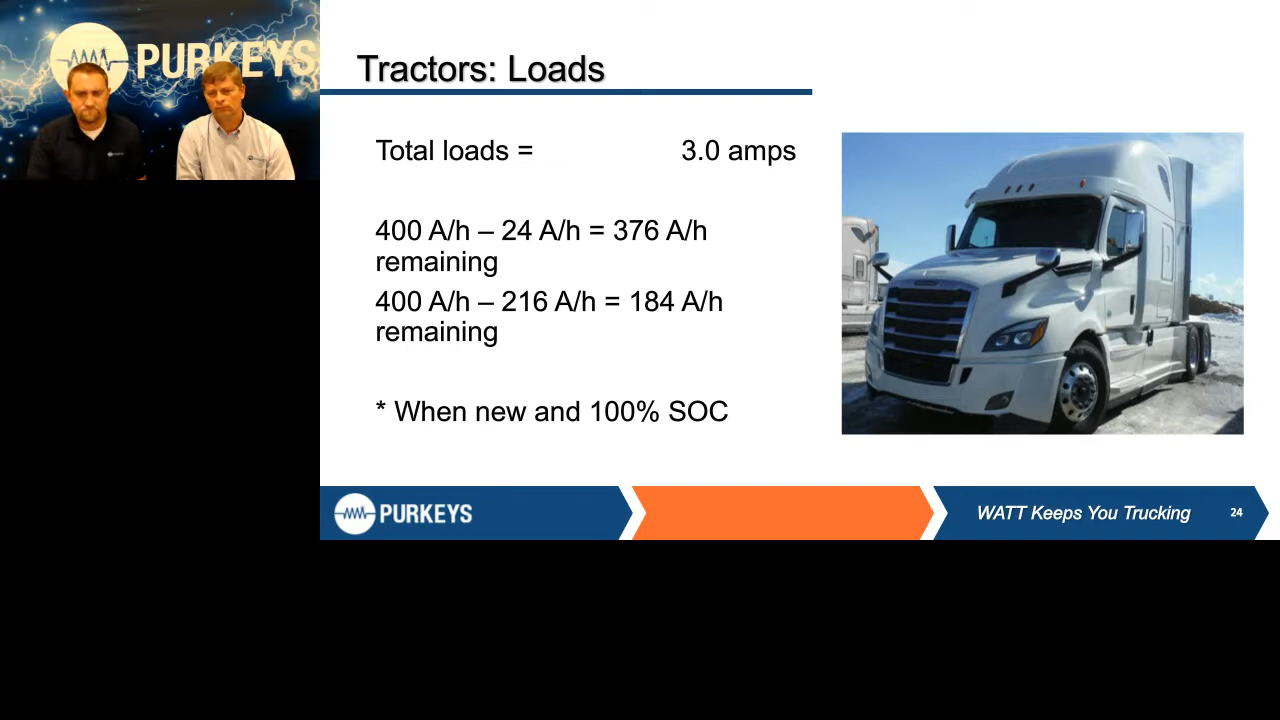 PURKEYS
Tractors: Loads
Total loads = 3.0 amps
400 A/h – 24 A/h = 376 A/h
remaining
400 A/h – 216 A/h = 184 A/h
remaining
* When new and 100% SOC
PURKEYS
WATT Keeps You Trucking
24